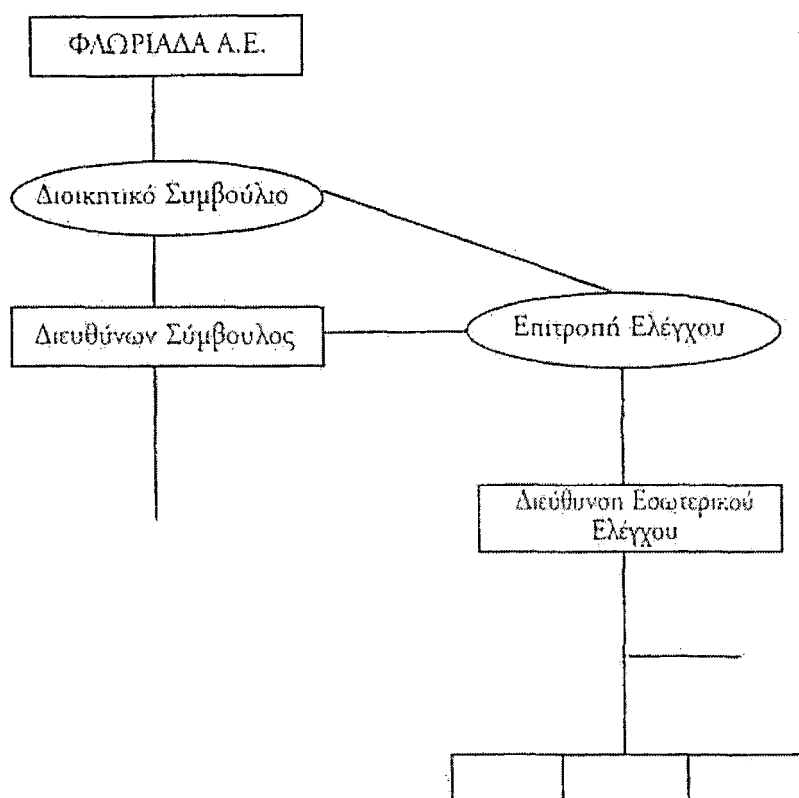 ΦΛΩΡΙΑΔΑ Α.Ε.
Διοικητικό Συμβούλιο
Διευθύνων Σύμβουλος
Επιτροπή Ελέγχου
Διεύθυνση Εσωτερικού
Ελέγχου